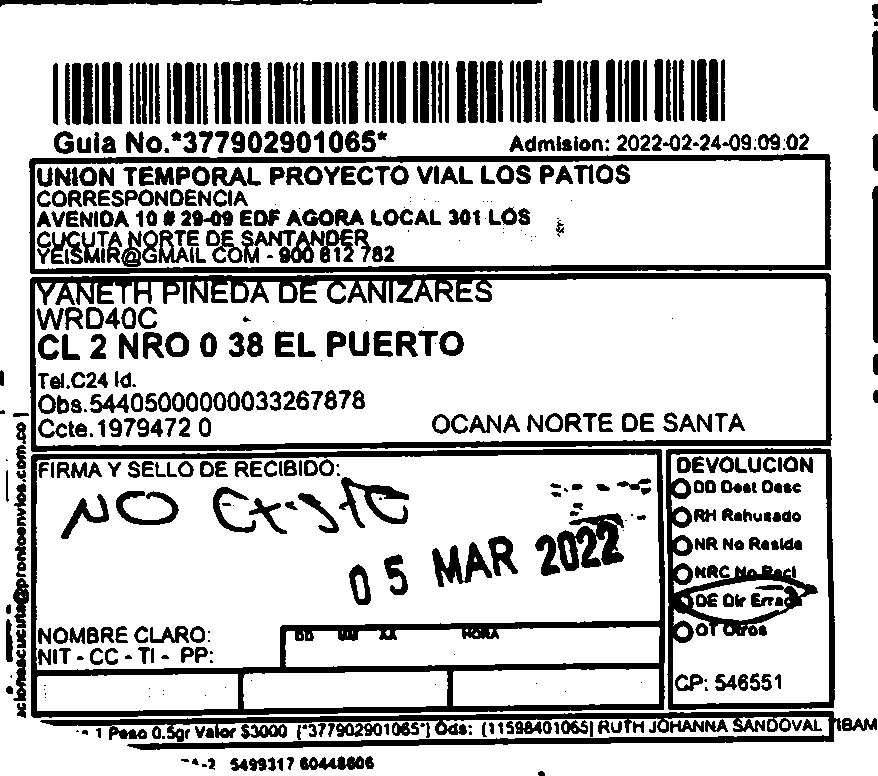 Guia No.*377902901065*
Admision: 2022-02-24-09:09:02
UNION TEMPORAL PROYECTO VIAL LOS PATIOS
CORRESPONDENCIA
AVENIDA 10 # 29-09 EDF AGORA LOCAL 301 LOS
CUCUTA NORTE DE SANTANDER
YEISMIR@GMAIL COM - 900 812 782
YANETH PINEDA DE CANIZARES
WRD40C
CL 2 NRO 0 38 EL PUERTO
Tel.C24 Id.
Obs.54405000000033267878
Ccte.1979472 0
OCANA NORTE DE SANTA
FIRMA Y SELLO DE RECIBIDO:
NO Existe
05 MAR 2022
NOMBRE CLARO:
NIT - CC - TI - PP:
DD MM AA HORA
DEVOLUCION
DD Dest Desc
RH Rehusado
NR No Reside
NRC No Recl
DE Dir Errada
OT Otros
CP: 546551
acionescucuta@prontoenvios.com.co |
1 Peso 0.5gr Valor $3000 (*377902901065*) Ods: (11598401065) RUTH JOHANNA SANDOVAL TIBAM
-2 5499317 60448606